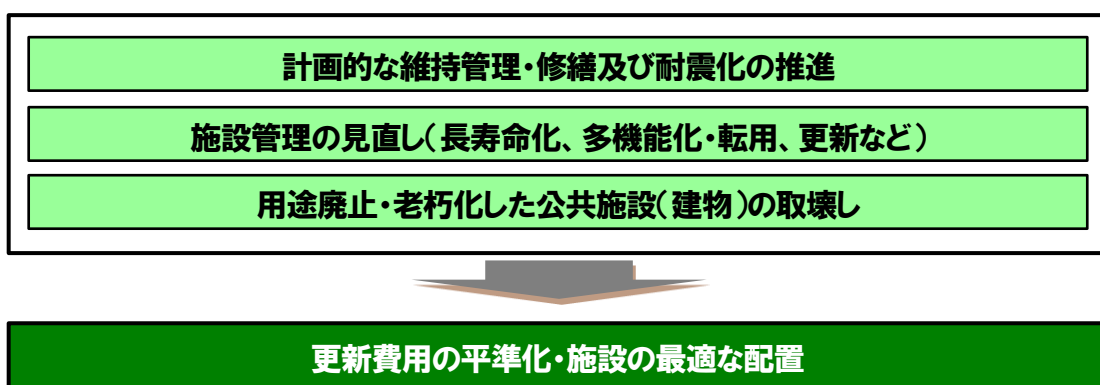 計画的な維持管理・修繕及び耐震化の推進
施設管理の見直し（長寿命化、多機能化・転用、更新など）
用途廃止・老朽化した公共施設（建物）の取壊し
更新費用の平準化・施設の最適な配置